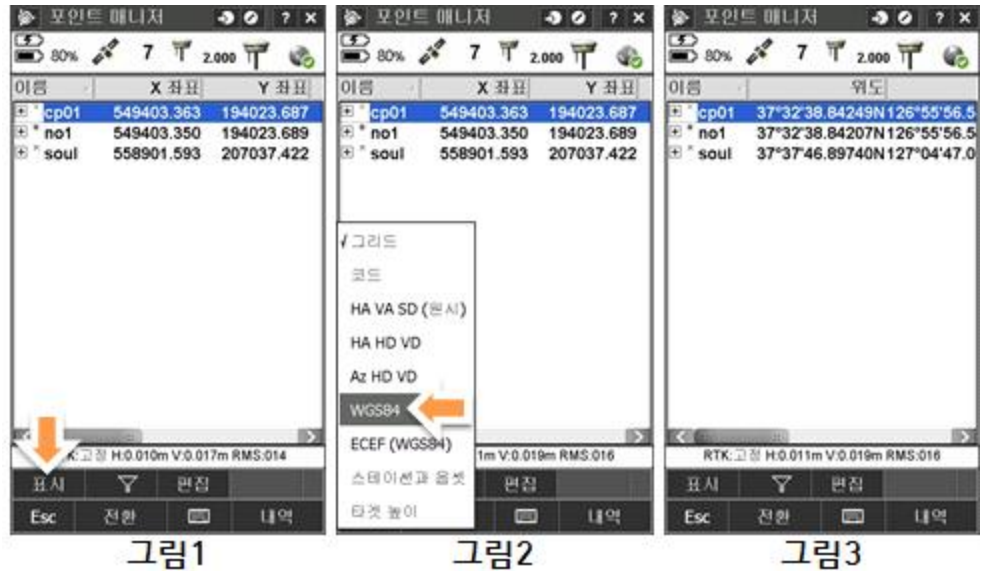 포인트 매니저 ? ×
80% 7 2.000
이름 X 좌표 Y 좌표
cp01 549403.363 194023.687
no1 549403.350 194023.689
soul 558901.593 207037.422
K:고정 H:0.010m V:0.017m RMS:014
표시 편집
Esc 전환 내역
그림1
포인트 매니저 ? ×
80% 7 2.000
이름 X 좌표 Y 좌표
cp01 549403.363 194023.687
no1 549403.350 194023.689
soul 558901.593 207037.422
√그리드
코드
HA VA SD (원시)
HA HD VD
Az HD VD
WGS84
ECEF (WGS84)
스테이션과 옵셋
타겟 높이
1m V:0.019m RMS:016
편집
내역
그림2
포인트 매니저 ? ×
80% 7 2.000
이름 위도
cp01 37°32'38.84249N 126°55'56.5
no1 37°32'38.84207N 126°55'56.5
soul 37°37'46.89740N 127°04'47.0
RTK:고정 H:0.011m V:0.019m RMS:016
표시 편집
Esc 전환 내역
그림3